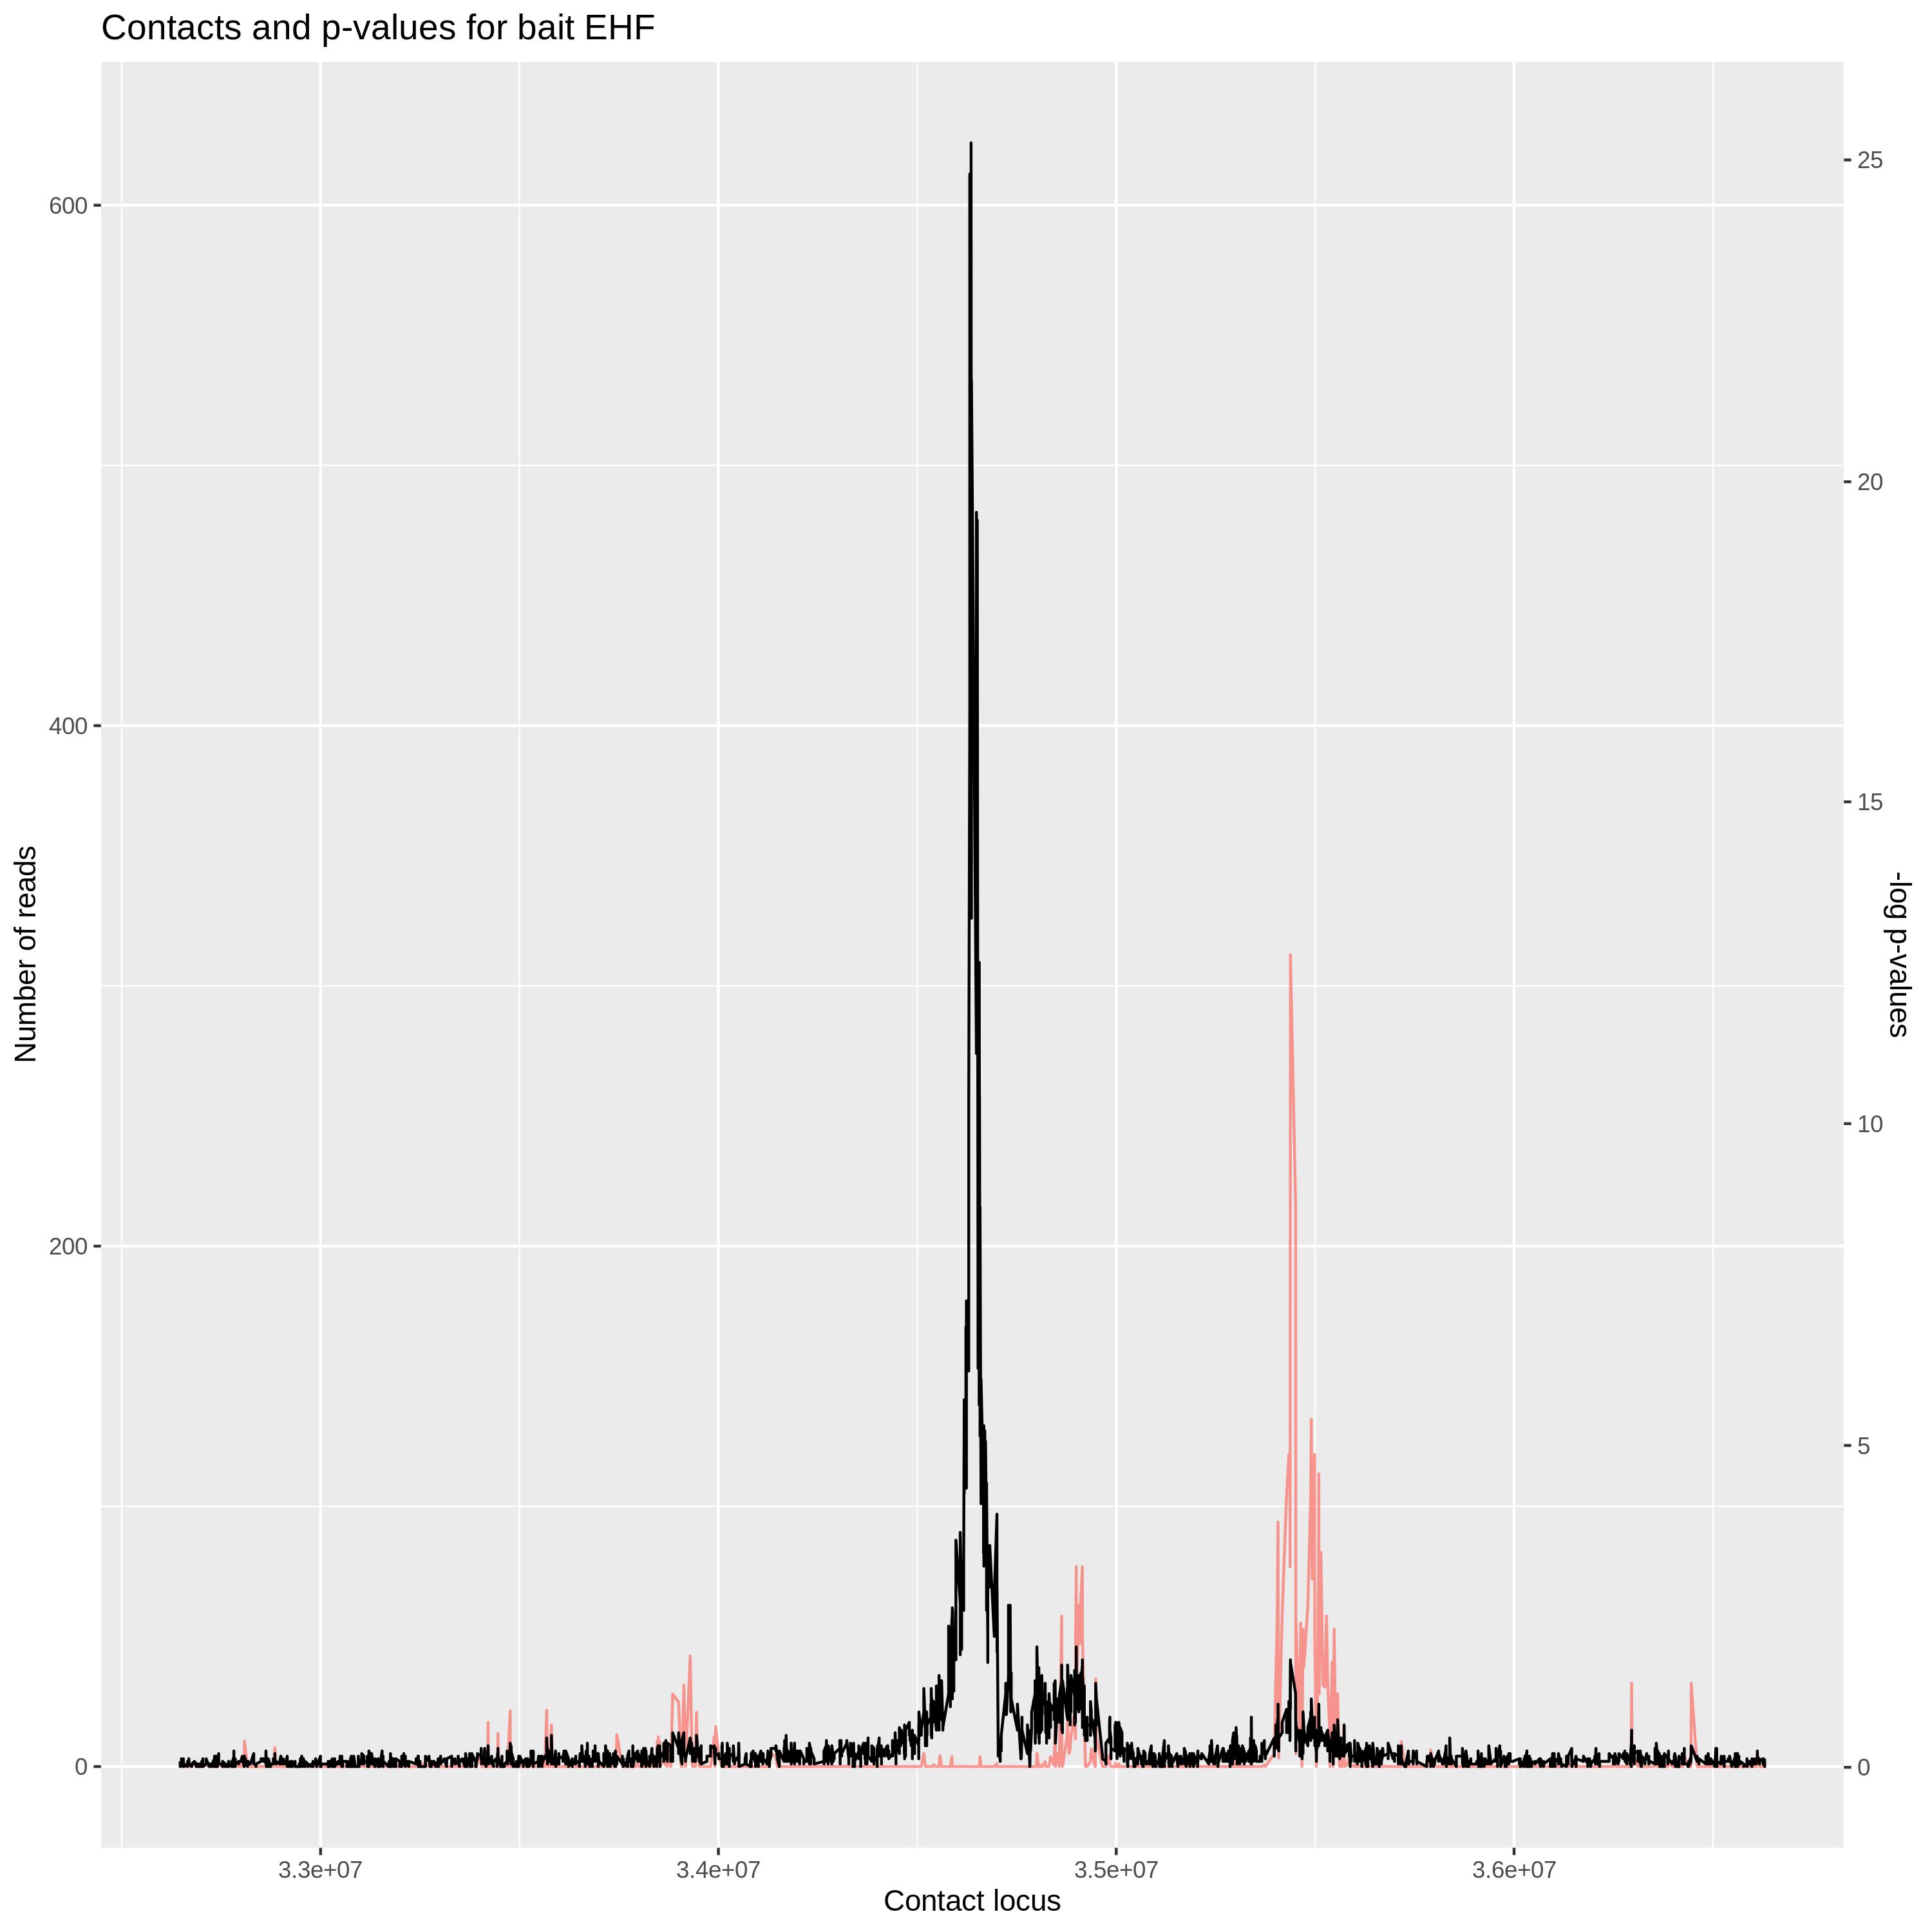 Contacts and p-values for bait EHF
600
400
200
0
Number of reads
25
20
15
10
5
0
-log p-values
3.3e+07
3.4e+07
3.5e+07
3.6e+07
Contact locus